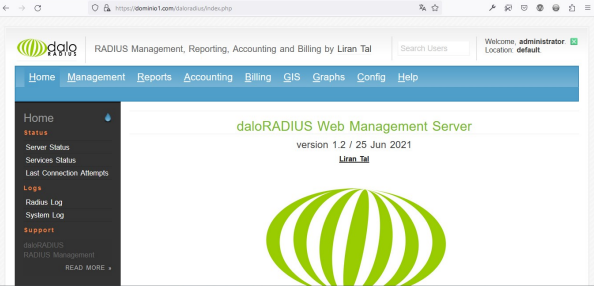 https://dominio1.com/daloradius/index.php
dalo
RADIUS
RADIUS Management, Reporting, Accounting and Billing by Liran Tal
Search Users
Welcome, administrator.
Location: default.
Home Management Reports Accounting Billing GIS Graphs Config Help
Home
Status
Server Status
Services Status
Last Connection Attempts
Logs
Radius Log
System Log
Support
daloRADIUS
RADIUS Management
READ MORE »
daloRADIUS Web Management Server
version 1.2 / 25 Jun 2021
Liran Tal